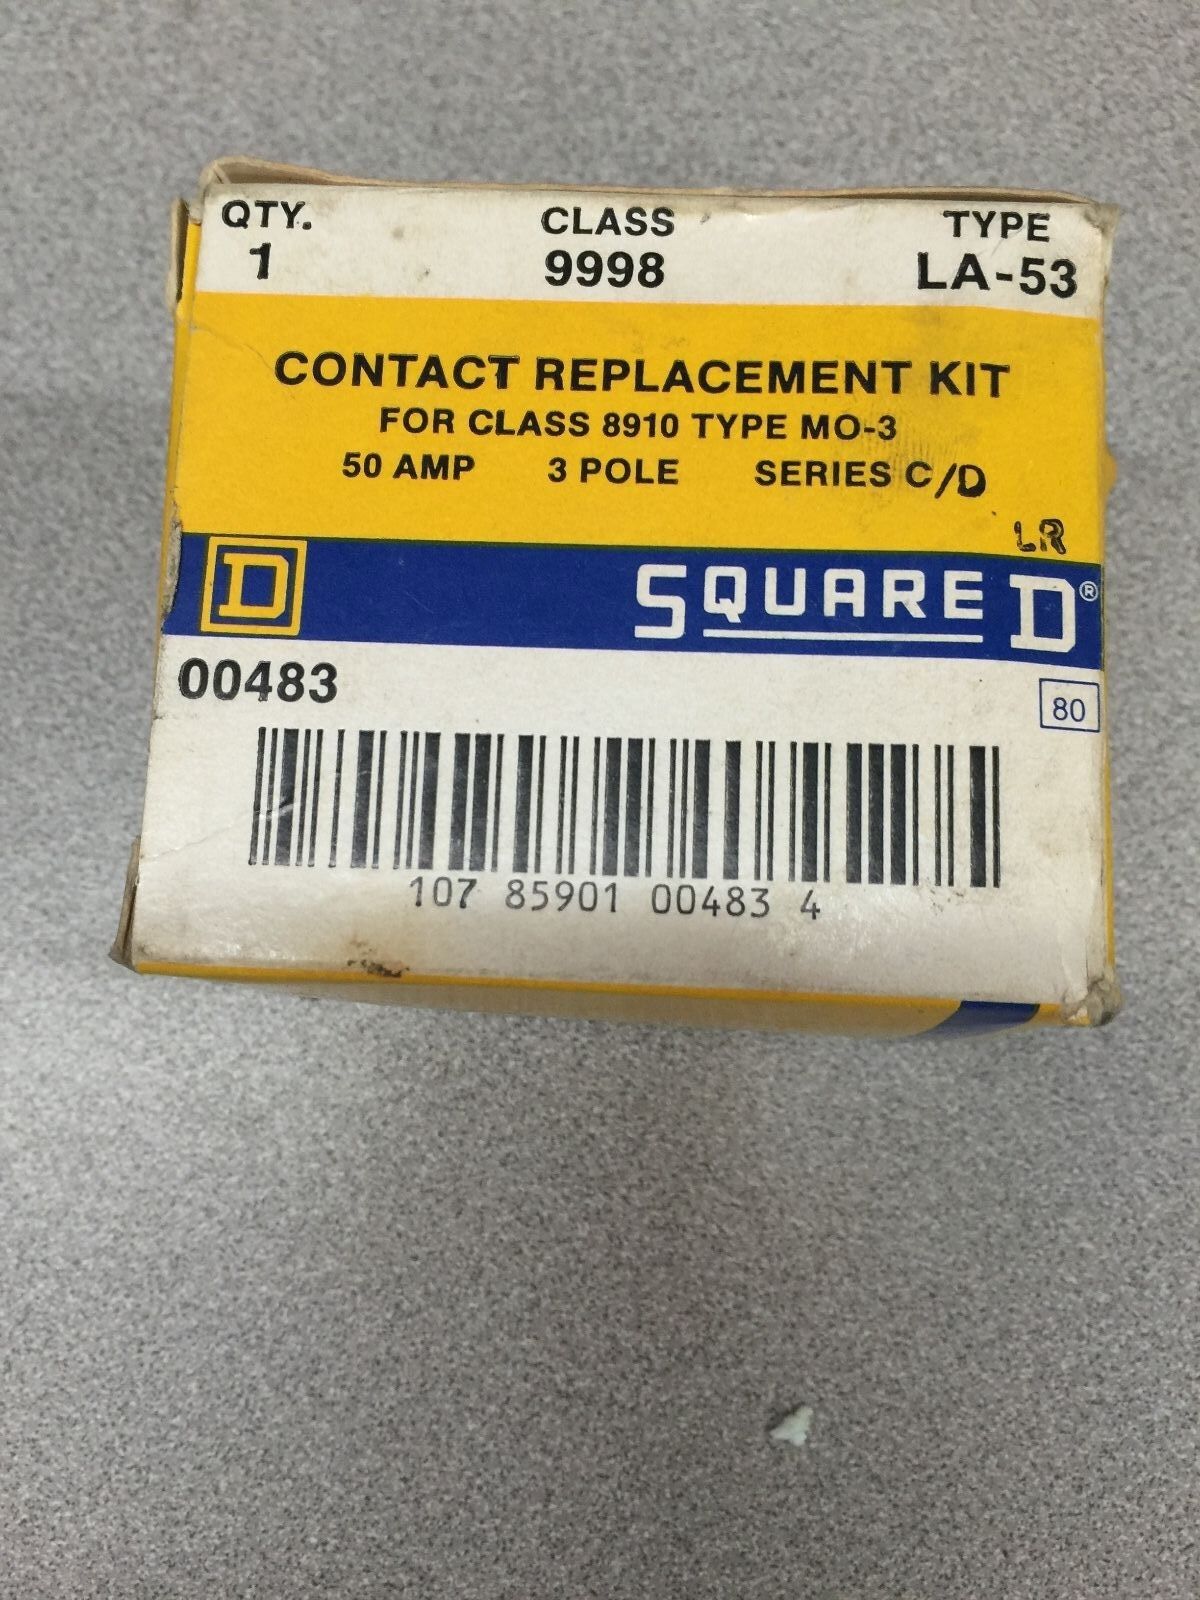 QTY. CLASS TYPE
1 9998 LA-53
CONTACT REPLACEMENT KIT
FOR CLASS 8910 TYPE MO-3
50 AMP 3 POLE SERIES C/D
LR
D SQUARE D®
00483
80
107 85901 00483 4